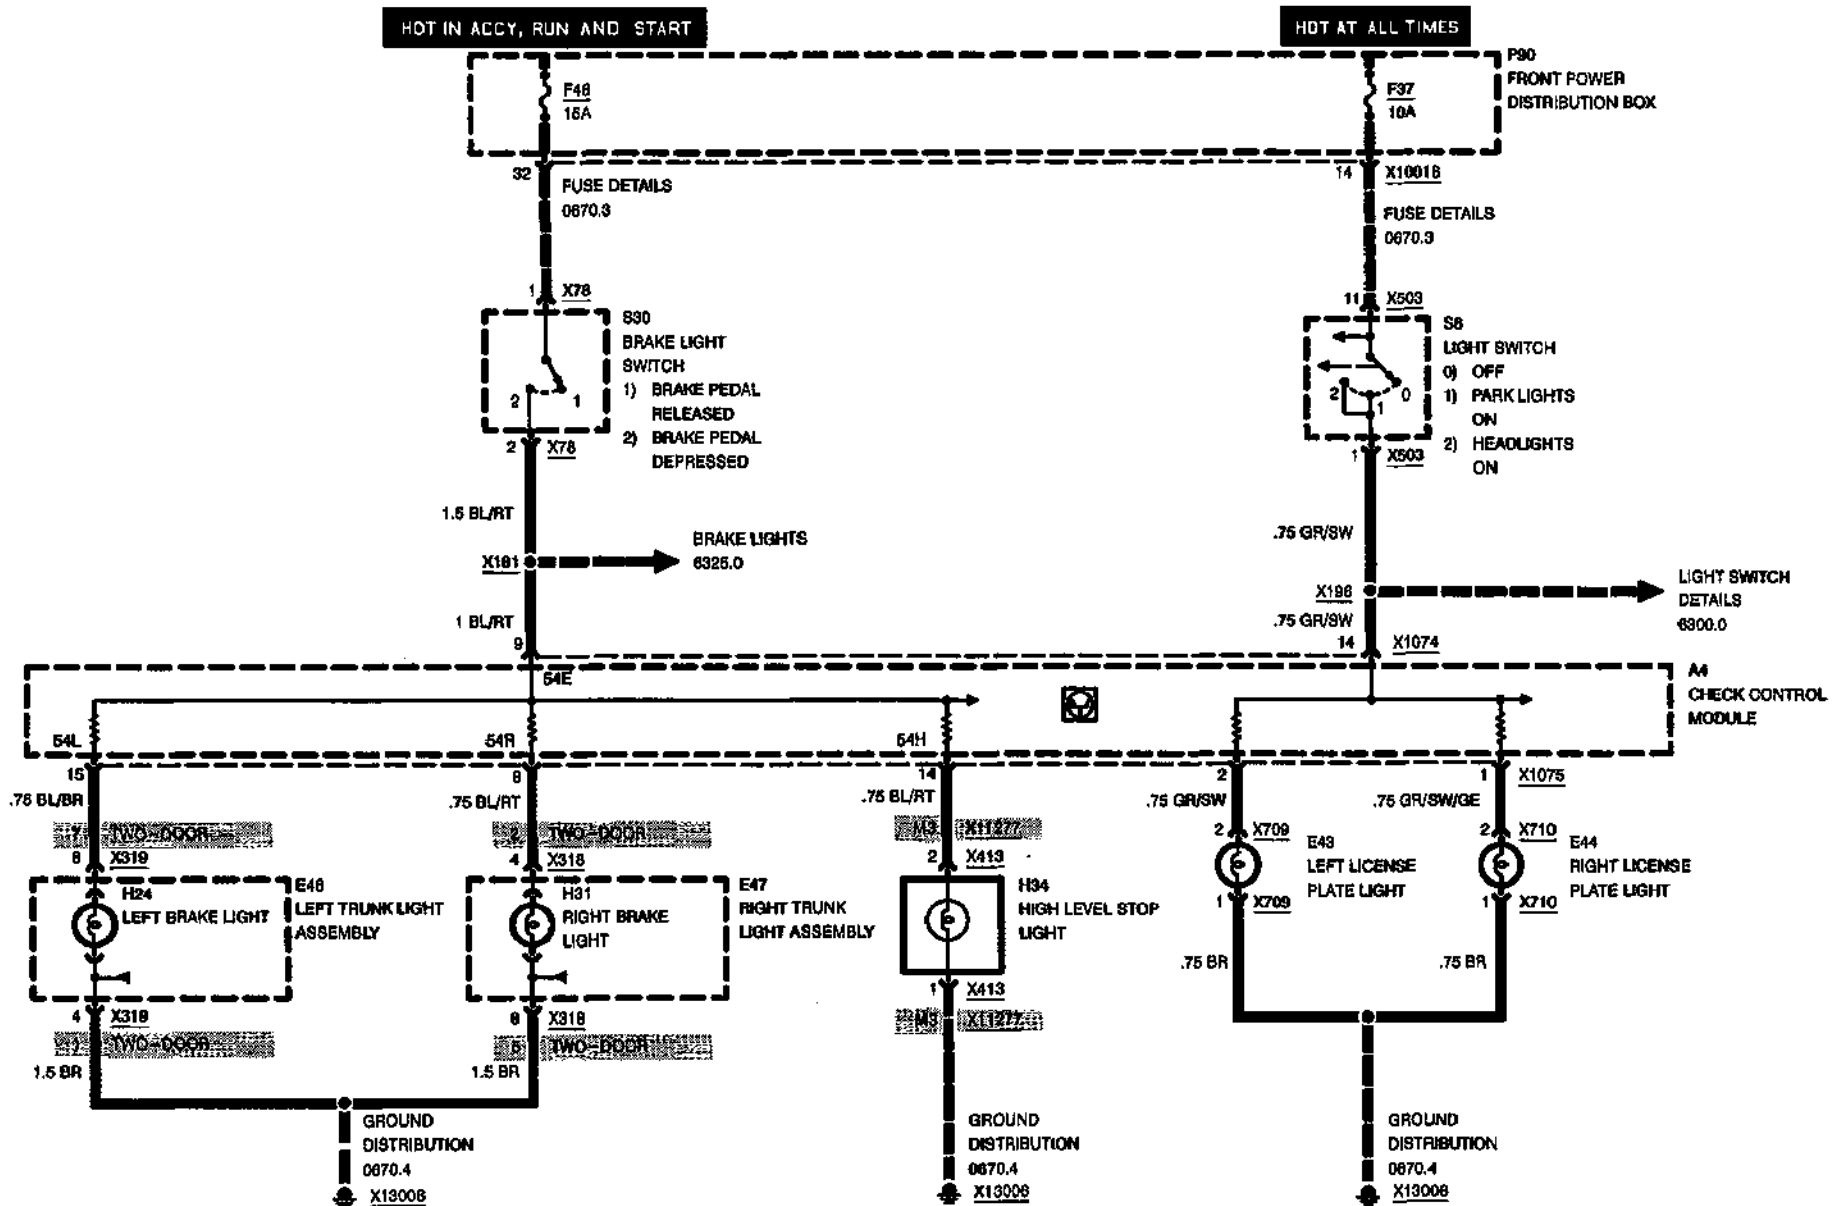 HOT IN ACCY, RUN AND START
HOT AT ALL TIMES
P90
FRONT POWER
DISTRIBUTION BOX
F46
15A
F37
10A
32
FUSE DETAILS
0670.3
14
X10016
FUSE DETAILS
0670.3
1
X78
S30
BRAKE LIGHT
SWITCH
1) BRAKE PEDAL
RELEASED
2) BRAKE PEDAL
DEPRESSED
2
1
2
X78
11
X503
S8
LIGHT SWITCH
0) OFF
1) PARK LIGHTS
ON
2) HEADLIGHTS
ON
2
1
0
1
X503
1.5 BL/RT
X181
BRAKE LIGHTS
6325.0
1 BL/RT
9
.75 GR/SW
X196
LIGHT SWITCH
DETAILS
6300.0
.75 GR/SW
14
X1074
54E
A4
CHECK CONTROL
MODULE
54L
54R
54H
15
8
14
2
1
X1075
.75 BL/BR
.75 BL/RT
.75 BL/RT
.75 GR/SW
.75 GR/SW/GE
7 TWO-DOOR
2 TWO-DOOR
M3 X11277
8
X319
4
X318
2
X413
2
X709
2
X710
H24
LEFT BRAKE LIGHT
E46
LEFT TRUNK LIGHT
ASSEMBLY
H31
RIGHT BRAKE
LIGHT
E47
RIGHT TRUNK
LIGHT ASSEMBLY
H34
HIGH LEVEL STOP
LIGHT
E43
LEFT LICENSE
PLATE LIGHT
E44
RIGHT LICENSE
PLATE LIGHT
1
X709
1
X710
.75 BR
.75 BR
4
X319
6
X318
1
X413
1 TWO-DOOR
5 TWO-DOOR
M3 X11277
1.5 BR
1.5 BR
GROUND
DISTRIBUTION
0670.4
X13006
GROUND
DISTRIBUTION
0670.4
X13006
GROUND
DISTRIBUTION
0670.4
X13006